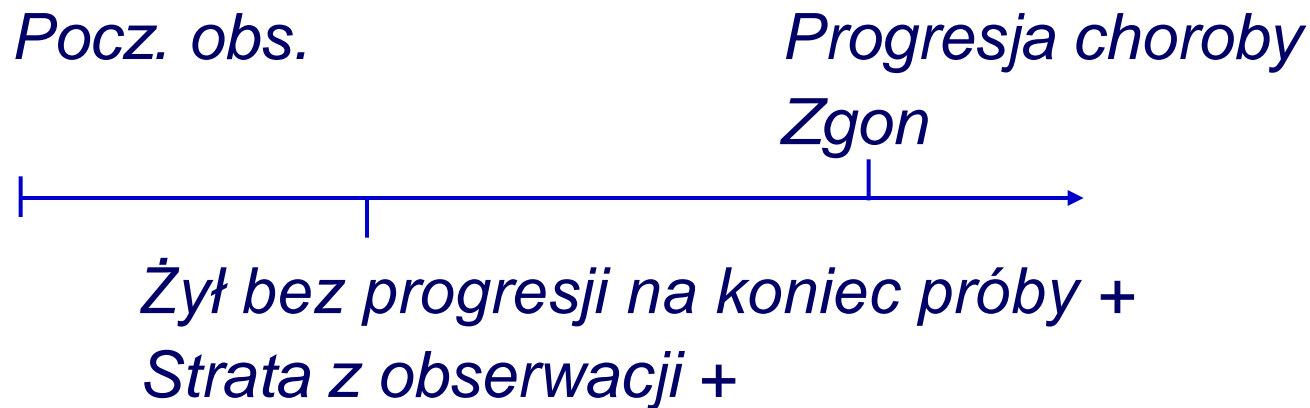 Pocz. obs.
Progresja choroby
Zgon
Żył bez progresji na koniec próby +
Strata z obserwacji +